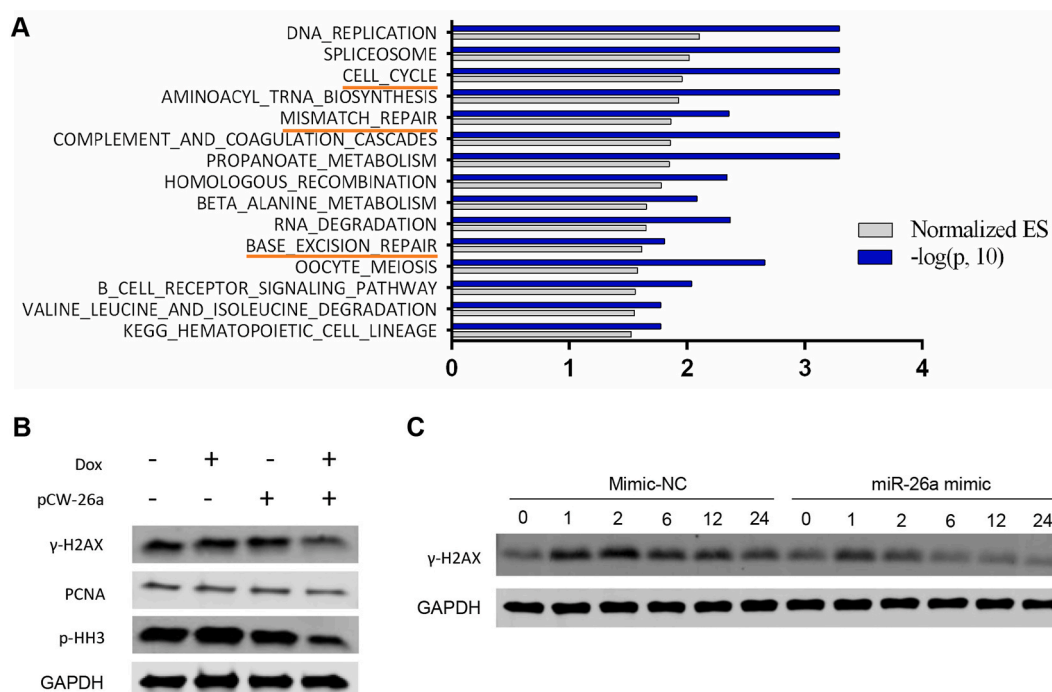 A
DNA_REPLICATION
SPLICEOSOME
CELL_CYCLE
AMINOACYL_TRNA_BIOSYNTHESIS
MISMATCH_REPAIR
COMPLEMENT_AND_COAGULATION_CASCADES
PROPANOATE_METABOLISM
HOMOLOGOUS_RECOMBINATION
BETA_ALANINE_METABOLISM
RNA_DEGRADATION
BASE_EXCISION_REPAIR
OOCYTE_MEIOSIS
B_CELL_RECEPTOR_SIGNALING_PATHWAY
VALINE_LEUCINE_AND_ISOLEUCINE_DEGRADATION
KEGG_HEMATOPOIETIC_CELL_LINEAGE
Normalized ES
-log(p, 10)
0 1 2 3 4
B
Dox - + - +
pCW-26a - - + +
γ-H2AX
PCNA
p-HH3
GAPDH
C
Mimic-NC miR-26a mimic
0 1 2 6 12 24 0 1 2 6 12 24
γ-H2AX
GAPDH